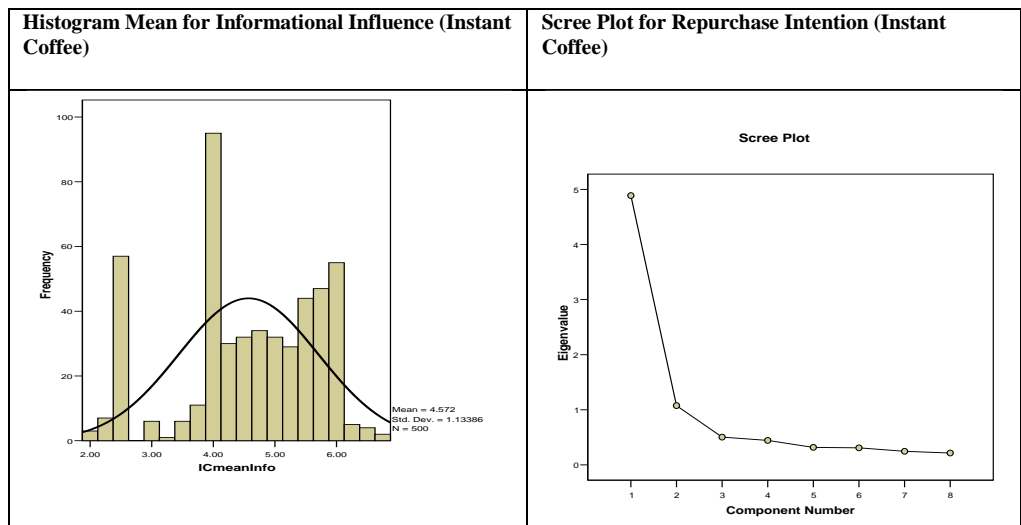 Histogram Mean for Informational Influence (Instant
Coffee)
Scree Plot for Repurchase Intention (Instant
Coffee)
100
80
60
40
20
0
Frequency
2.00 3.00 4.00 5.00 6.00
ICmeanInfo
Mean = 4.572
Std. Dev. = 1.13386
N = 500
Scree Plot
5
4
3
2
1
0
Eigenvalue
1 2 3 4 5 6 7 8
Component Number